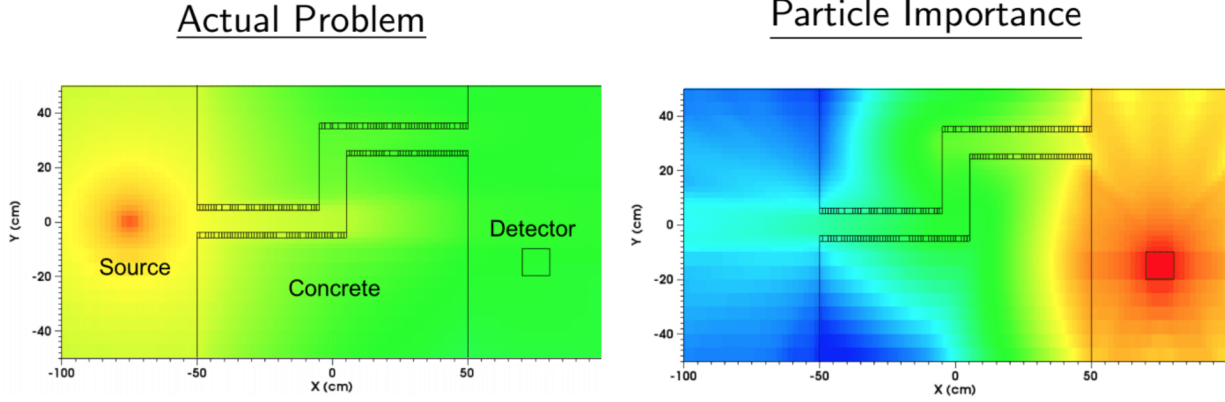 Actual Problem
Particle Importance
40
20
0
-20
-40
Y (cm)
-100
-50
0
50
X (cm)
Source
Concrete
Detector
40
20
0
-20
-40
Y (cm)
-100
-50
0
50
X (cm)